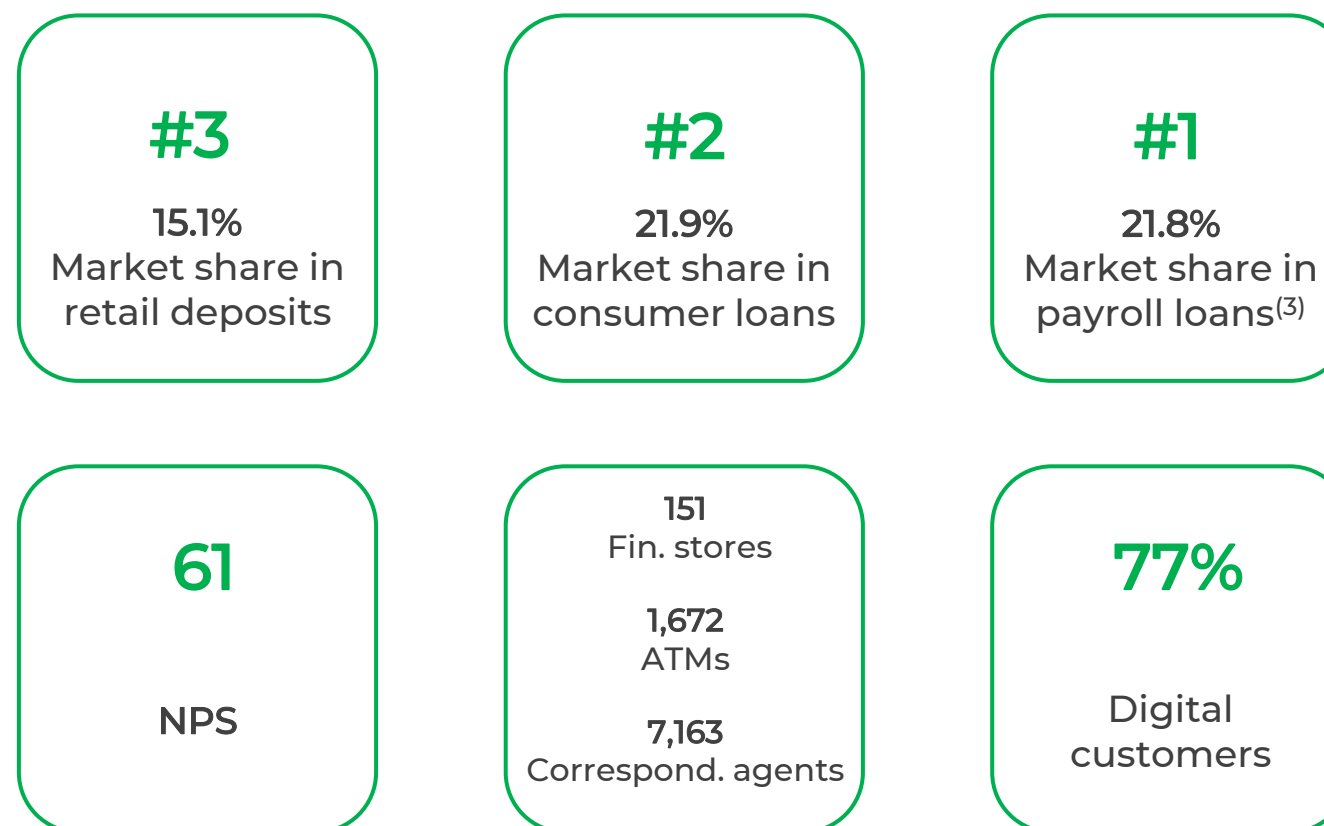 #3
15.1%
Market share in
retail deposits
#2
21.9%
Market share in
consumer loans
#1
21.8%
Market share in
payroll loans(3)
61
NPS
151
Fin. stores
1,672
ATMs
7,163
Correspond. agents
77%
Digital
customers